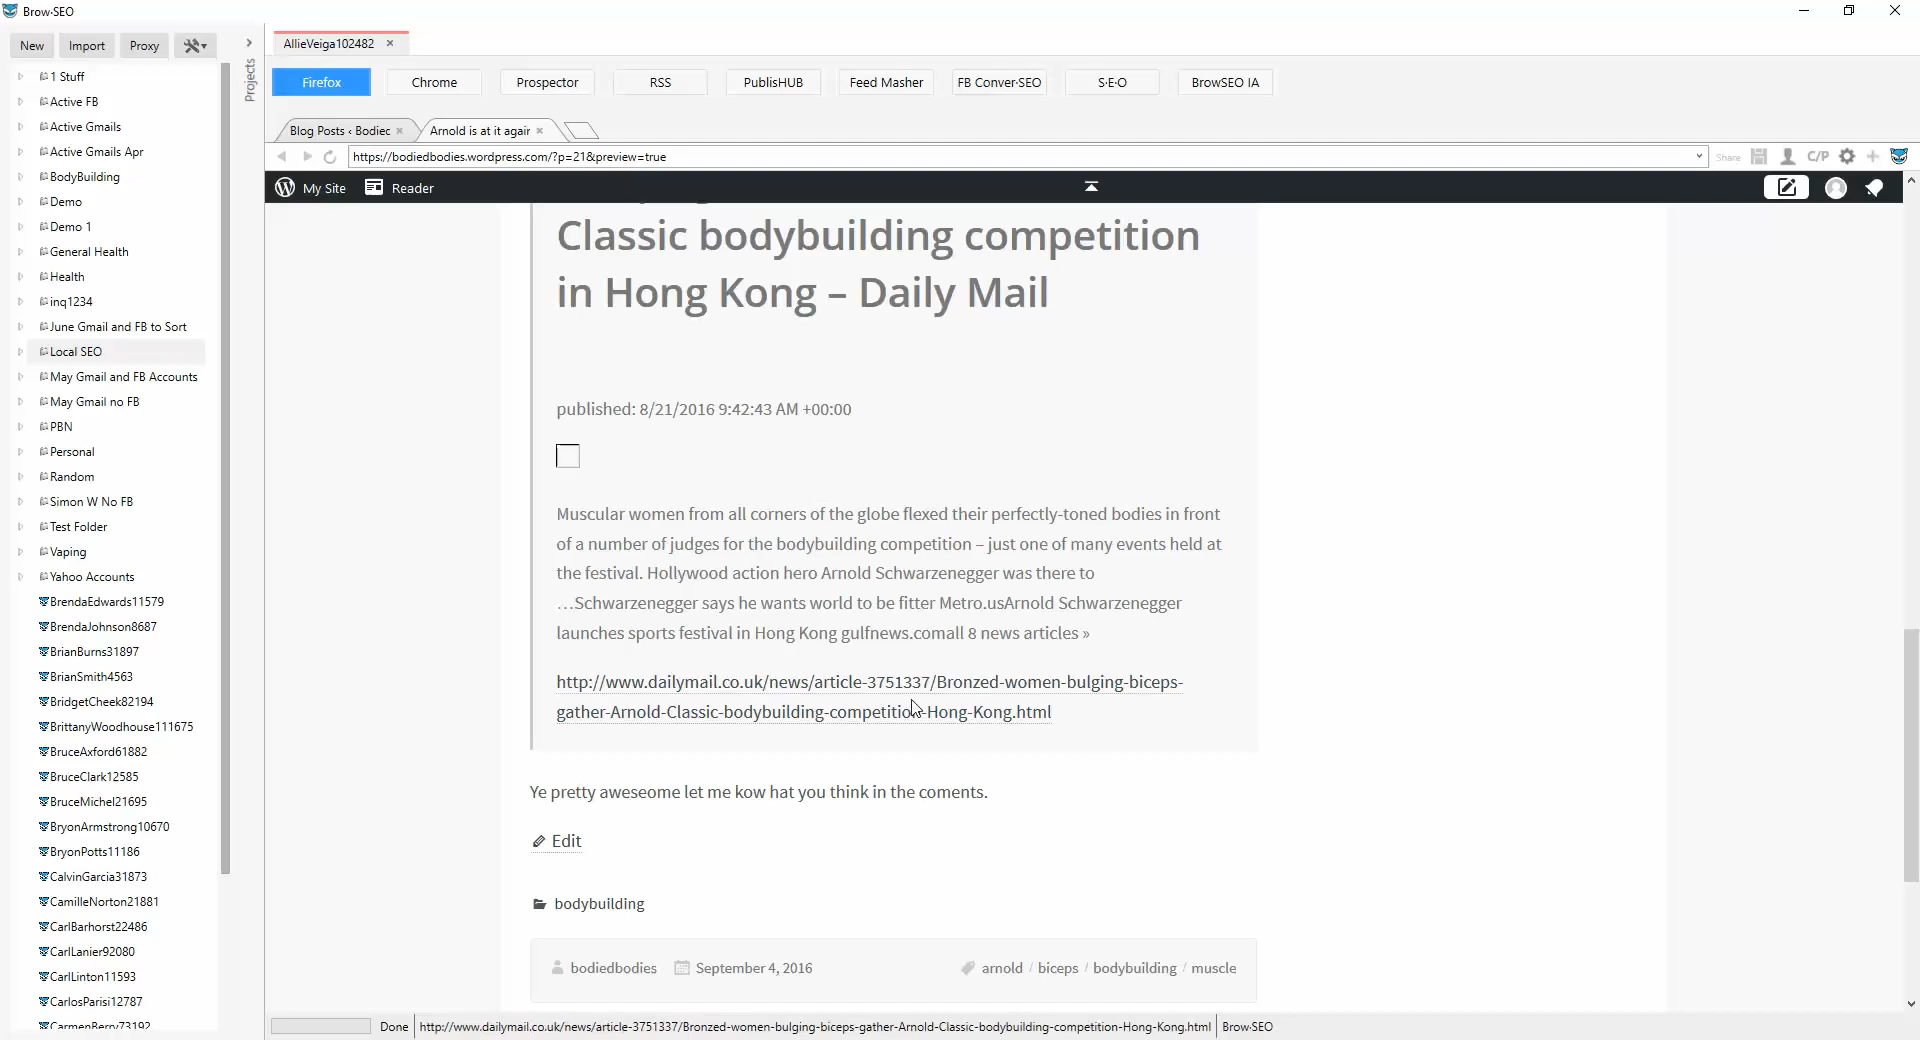 Brow·SEO
New Import Proxy
Projects
1 Stuff
Active FB
Active Gmails
Active Gmails Apr
BodyBuilding
Demo
Demo 1
General Health
Health
inq1234
June Gmail and FB to Sort
Local SEO
May Gmail and FB Accounts
May Gmail no FB
PBN
Personal
Random
Simon W No FB
Test Folder
Vaping
Yahoo Accounts
BrendaEdwards11579
BrendaJohnson8687
BrianBurns31897
BrianSmith4563
BridgetCheek82194
BrittanyWoodhouse111675
BruceAxford61882
BruceClark12585
BruceMichel21695
BryonArmstrong10670
BryonPotts11186
CalvinGarcia31873
CamilleNorton21881
CarlBarhorst22486
CarlLanier92080
CarlLinton11593
CarlosParisi12787
CarmenBerry73192
AllieVeiga102482
Firefox Chrome Prospector RSS PublisHUB Feed Masher FB Conver·SEO S·E·O BrowSEO IA
Blog Posts ‹ Bodiec Arnold is at it agair
https://bodiedbodies.wordpress.com/?p=21&preview=true Share C/P
My Site Reader
Classic bodybuilding competition
in Hong Kong – Daily Mail
published: 8/21/2016 9:42:43 AM +00:00
Muscular women from all corners of the globe flexed their perfectly-toned bodies in front
of a number of judges for the bodybuilding competition – just one of many events held at
the festival. Hollywood action hero Arnold Schwarzenegger was there to
…Schwarzenegger says he wants world to be fitter Metro.usArnold Schwarzenegger
launches sports festival in Hong Kong gulfnews.comall 8 news articles »
http://www.dailymail.co.uk/news/article-3751337/Bronzed-women-bulging-biceps-
gather-Arnold-Classic-bodybuilding-competition-Hong-Kong.html
Ye pretty aweseome let me kow hat you think in the coments.
Edit
bodybuilding
bodiedbodies September 4, 2016 arnold / biceps / bodybuilding / muscle
Done http://www.dailymail.co.uk/news/article-3751337/Bronzed-women-bulging-biceps-gather-Arnold-Classic-bodybuilding-competition-Hong-Kong.html Brow·SEO